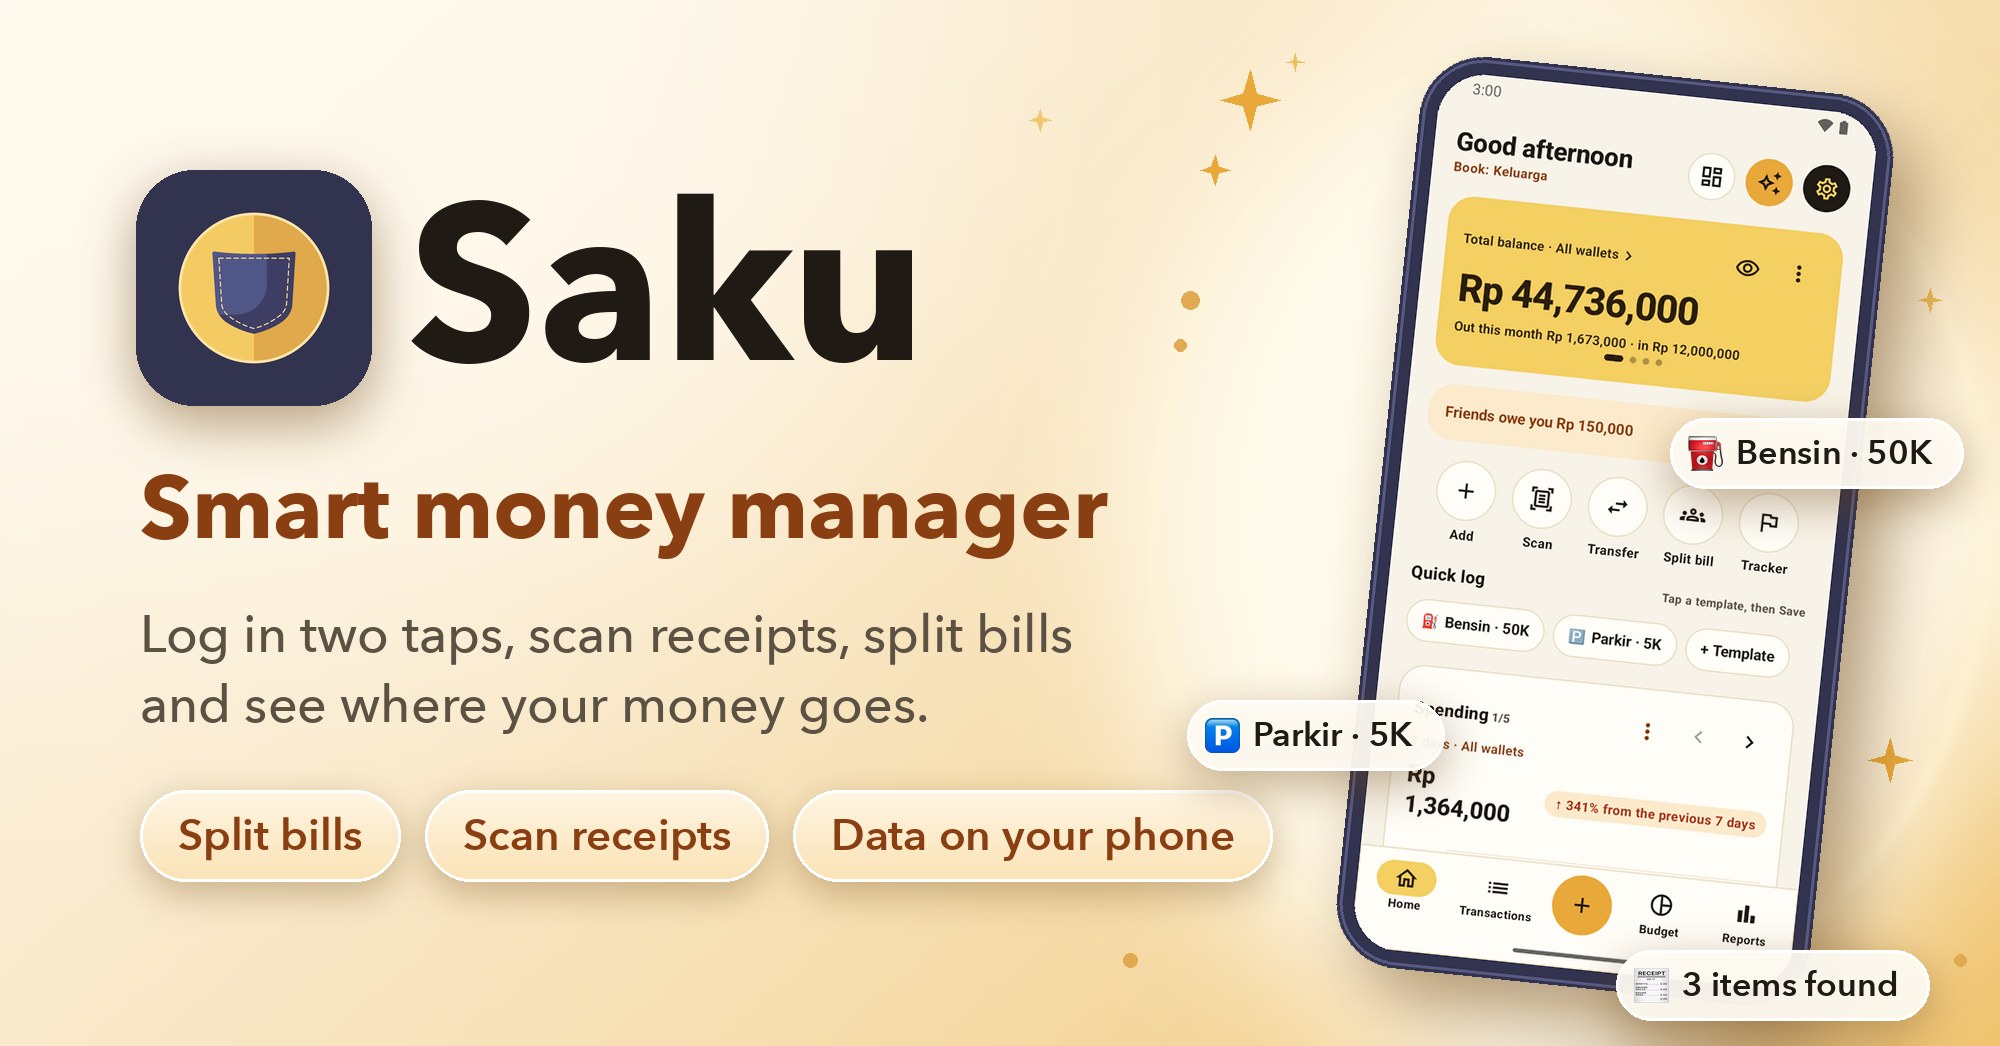 Saku
Smart money manager
Log in two taps, scan receipts, split bills
and see where your money goes.
Split bills
Scan receipts
Data on your phone
3:00
Good afternoon
Book: Keluarga
Total balance · All wallets >
Rp 44,736,000
Out this month Rp 1,673,000 · in Rp 12,000,000
Friends owe you Rp 150,000
Bensin · 50K
Add
Scan
Transfer
Split bill
Tracker
Quick log
Tap a template, then Save
Bensin · 50K
P Parkir · 5K
+ Template
Spending 1/5
P Parkir · 5K
· All wallets
Rp
1,364,000
↑ 341% from the previous 7 days
Home
Transactions
Budget
Reports
RECEIPT
3 items found